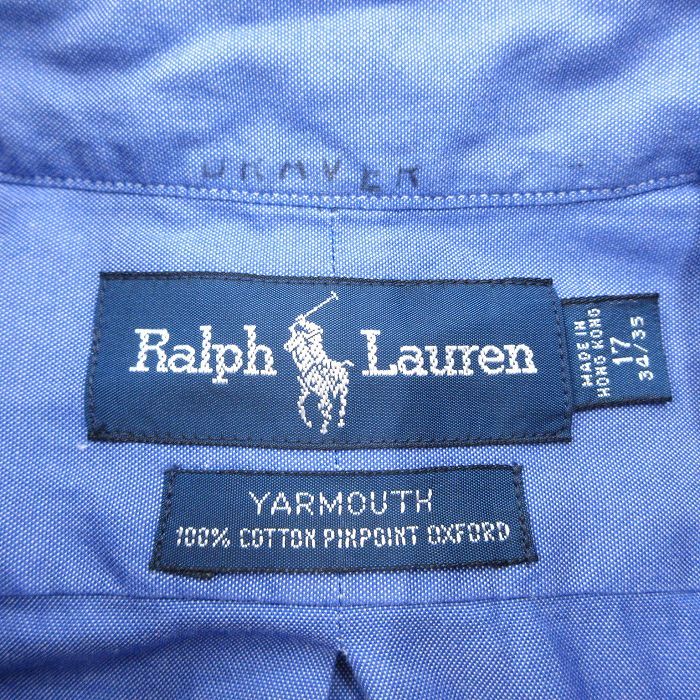 Ralph Lauren
MADE IN
HONG KONG
17
34/35
YARMOUTH
100% COTTON PINPOINT OXFORD